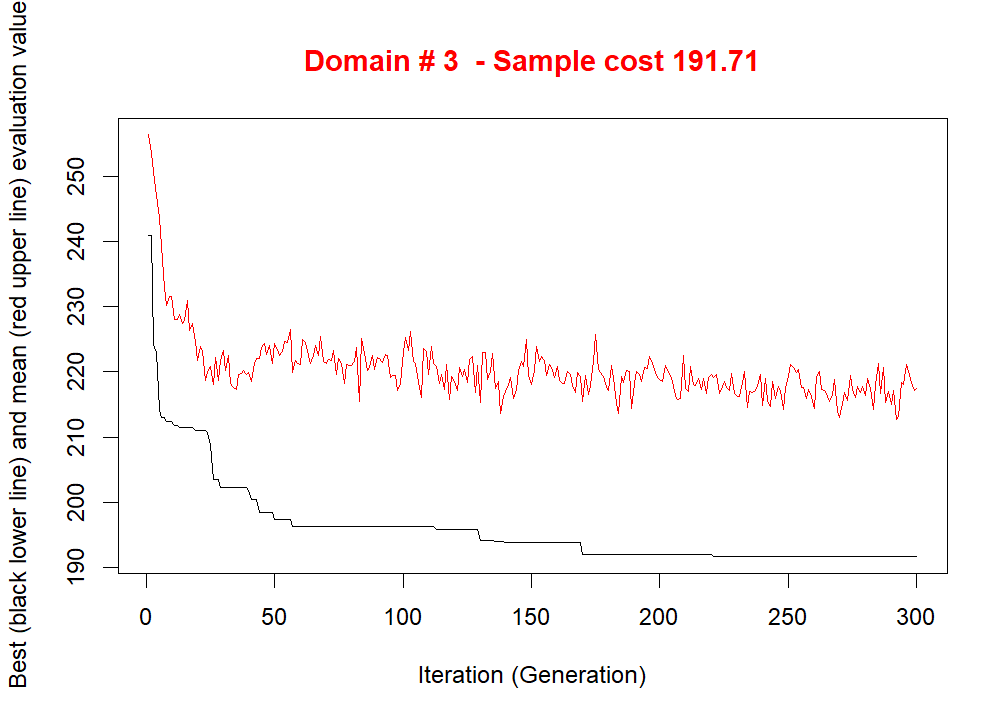 Domain # 3  - Sample cost 191.71
Best (black lower line) and mean (red upper line) evaluation value
250
240
230
220
210
200
190
0 50 100 150 200 250 300
Iteration (Generation)